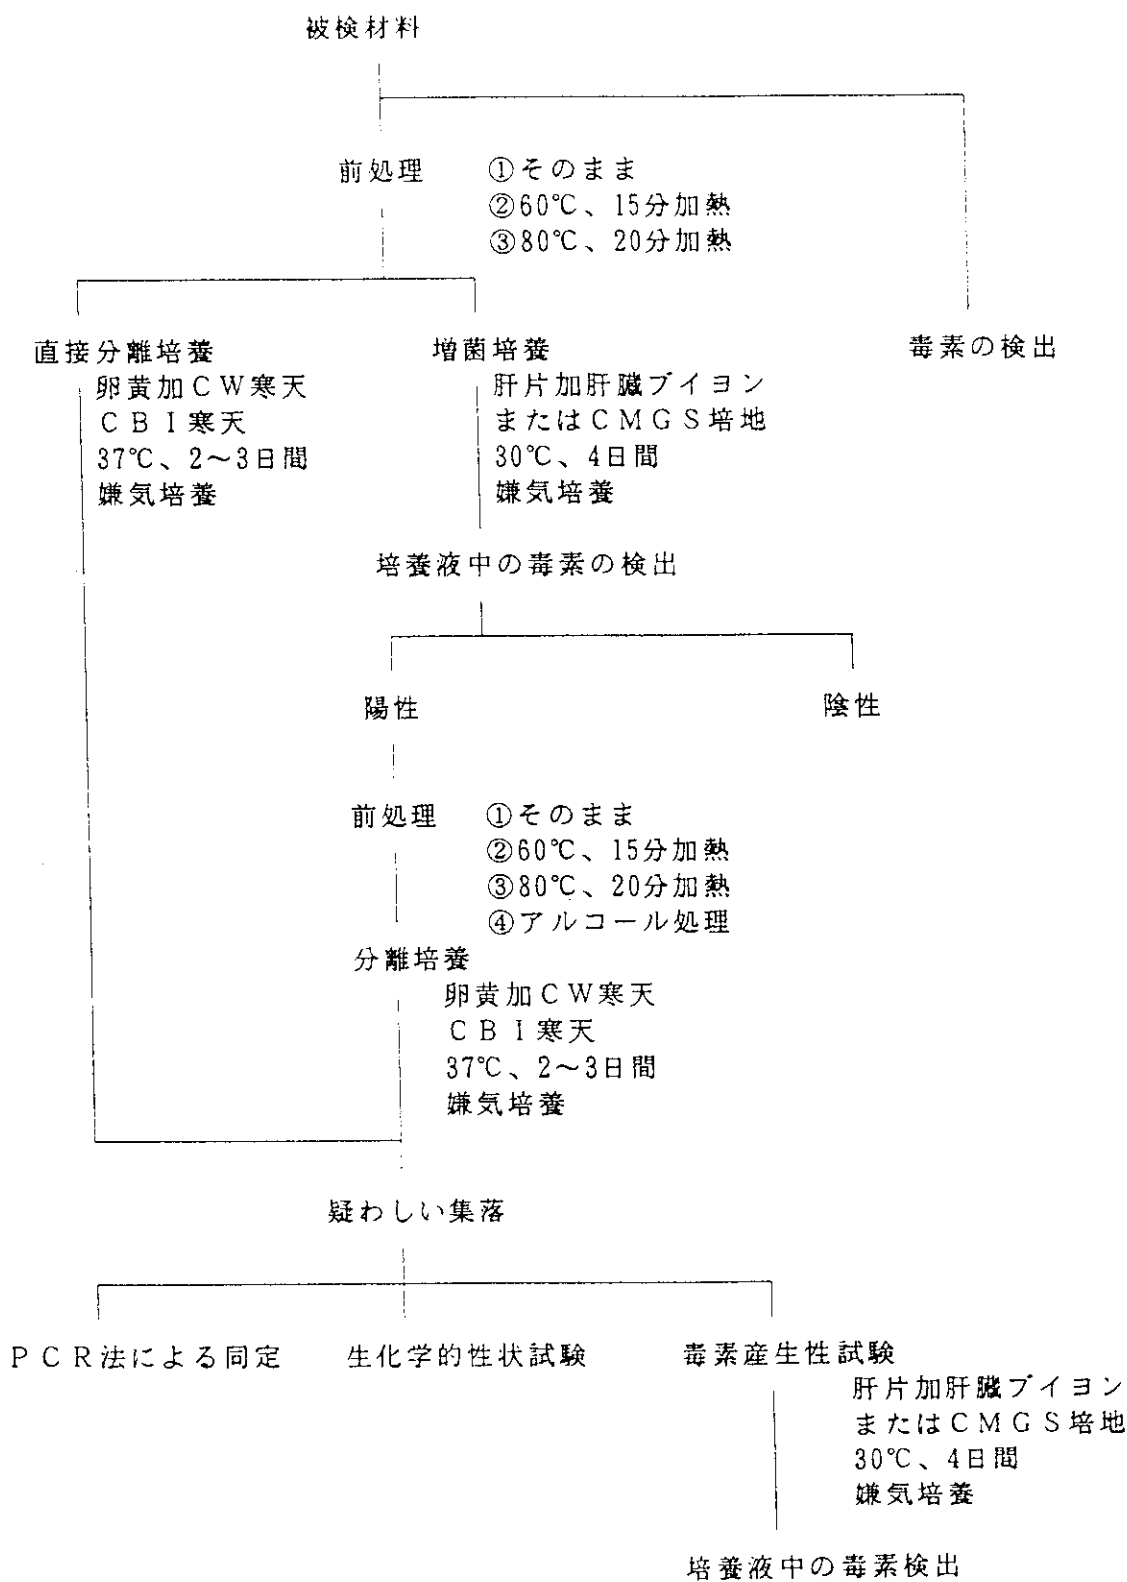 被検材料
前処理 ①そのまま
②60℃、15分加熱
③80℃、20分加熱
直接分離培養 増菌培養 毒素の検出
卵黄加CW寒天 肝片加肝臓ブイヨン
CBI寒天 またはCMGS培地
37℃、2〜3日間 30℃、4日間
嫌気培養 嫌気培養
培養液中の毒素の検出
陽性 陰性
前処理 ①そのまま
②60℃、15分加熱
③80℃、20分加熱
④アルコール処理
分離培養
卵黄加CW寒天
CBI寒天
37℃、2〜3日間
嫌気培養
疑わしい集落
PCR法による同定 生化学的性状試験 毒素産生性試験
肝片加肝臓ブイヨン
またはCMGS培地
30℃、4日間
嫌気培養
培養液中の毒素検出